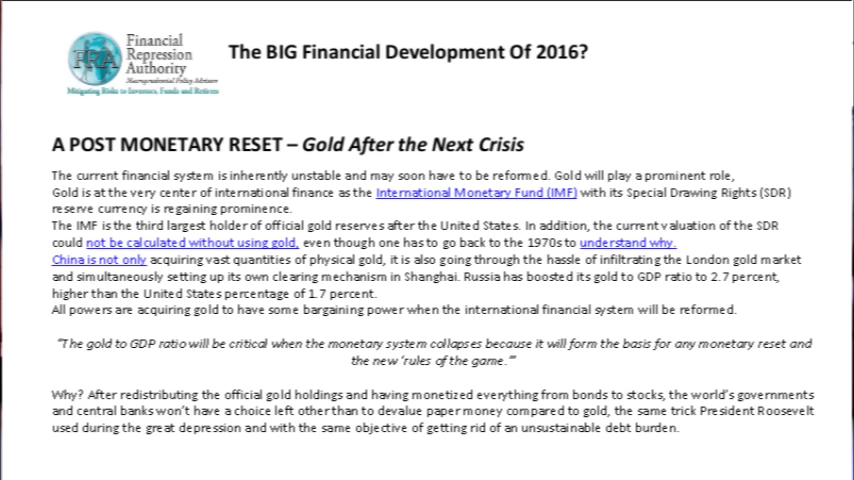 Financial
Repression
Authority
Macroprudential Policy Advisors
Mitigating Risks to Investors, Funds and Retirees
The BIG Financial Development Of 2016?
A POST MONETARY RESET – Gold After the Next Crisis
The current financial system is inherently unstable and may soon have to be reformed. Gold will play a prominent role,
Gold is at the very center of international finance as the International Monetary Fund (IMF) with its Special Drawing Rights (SDR)
reserve currency is regaining prominence.
The IMF is the third largest holder of official gold reserves after the United States. In addition, the current valuation of the SDR
could not be calculated without using gold, even though one has to go back to the 1970s to understand why.
China is not only acquiring vast quantities of physical gold, it is also going through the hassle of infiltrating the London gold market
and simultaneously setting up its own clearing mechanism in Shanghai. Russia has boosted its gold to GDP ratio to 2.7 percent,
higher than the United States percentage of 1.7 percent.
All powers are acquiring gold to have some bargaining power when the international financial system will be reformed.
"The gold to GDP ratio will be critical when the monetary system collapses because it will form the basis for any monetary reset and
the new 'rules of the game.'"
Why? After redistributing the official gold holdings and having monetized everything from bonds to stocks, the world's governments
and central banks won't have a choice left other than to devalue paper money compared to gold, the same trick President Roosevelt
used during the great depression and with the same objective of getting rid of an unsustainable debt burden.